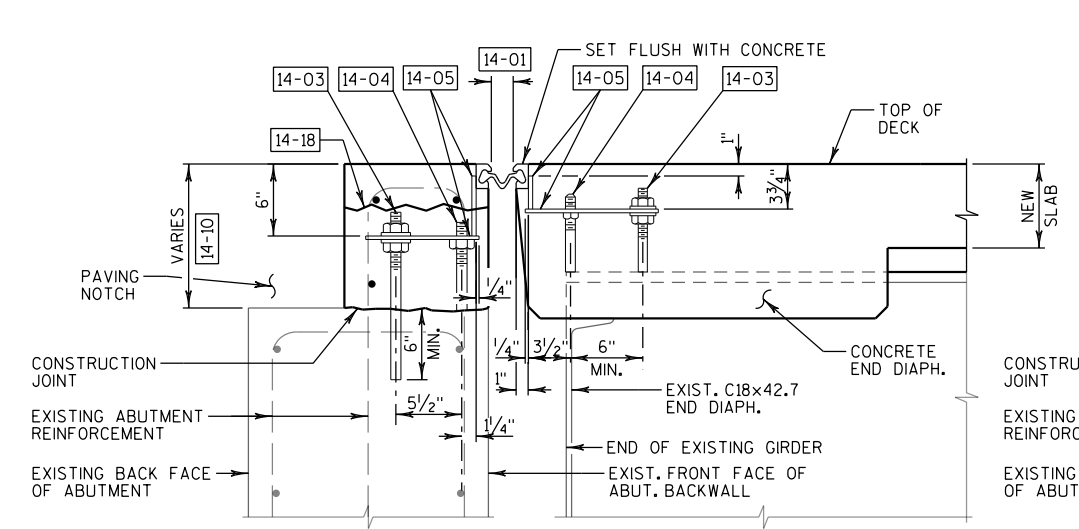 14-01
SET FLUSH WITH CONCRETE
14-03
14-04
14-05
14-05
14-04
14-03
TOP OF
DECK
14-18
1"
6"
3¾"
VARIES
14-10
NEW
SLAB
PAVING
NOTCH
¼"
6"
MIN.
¼"
3½"
6"
MIN.
1"
CONSTRUCTION
JOINT
CONCRETE
END DIAPH.
CONSTRU
JOINT
EXIST. C18×42.7
END DIAPH.
5½"
EXISTING ABUTMENT
REINFORCEMENT
1¼"
EXISTING
REINFORC
END OF EXISTING GIRDER
EXISTING BACK FACE
OF ABUTMENT
EXIST. FRONT FACE OF
ABUT. BACKWALL
EXISTING
OF ABUT